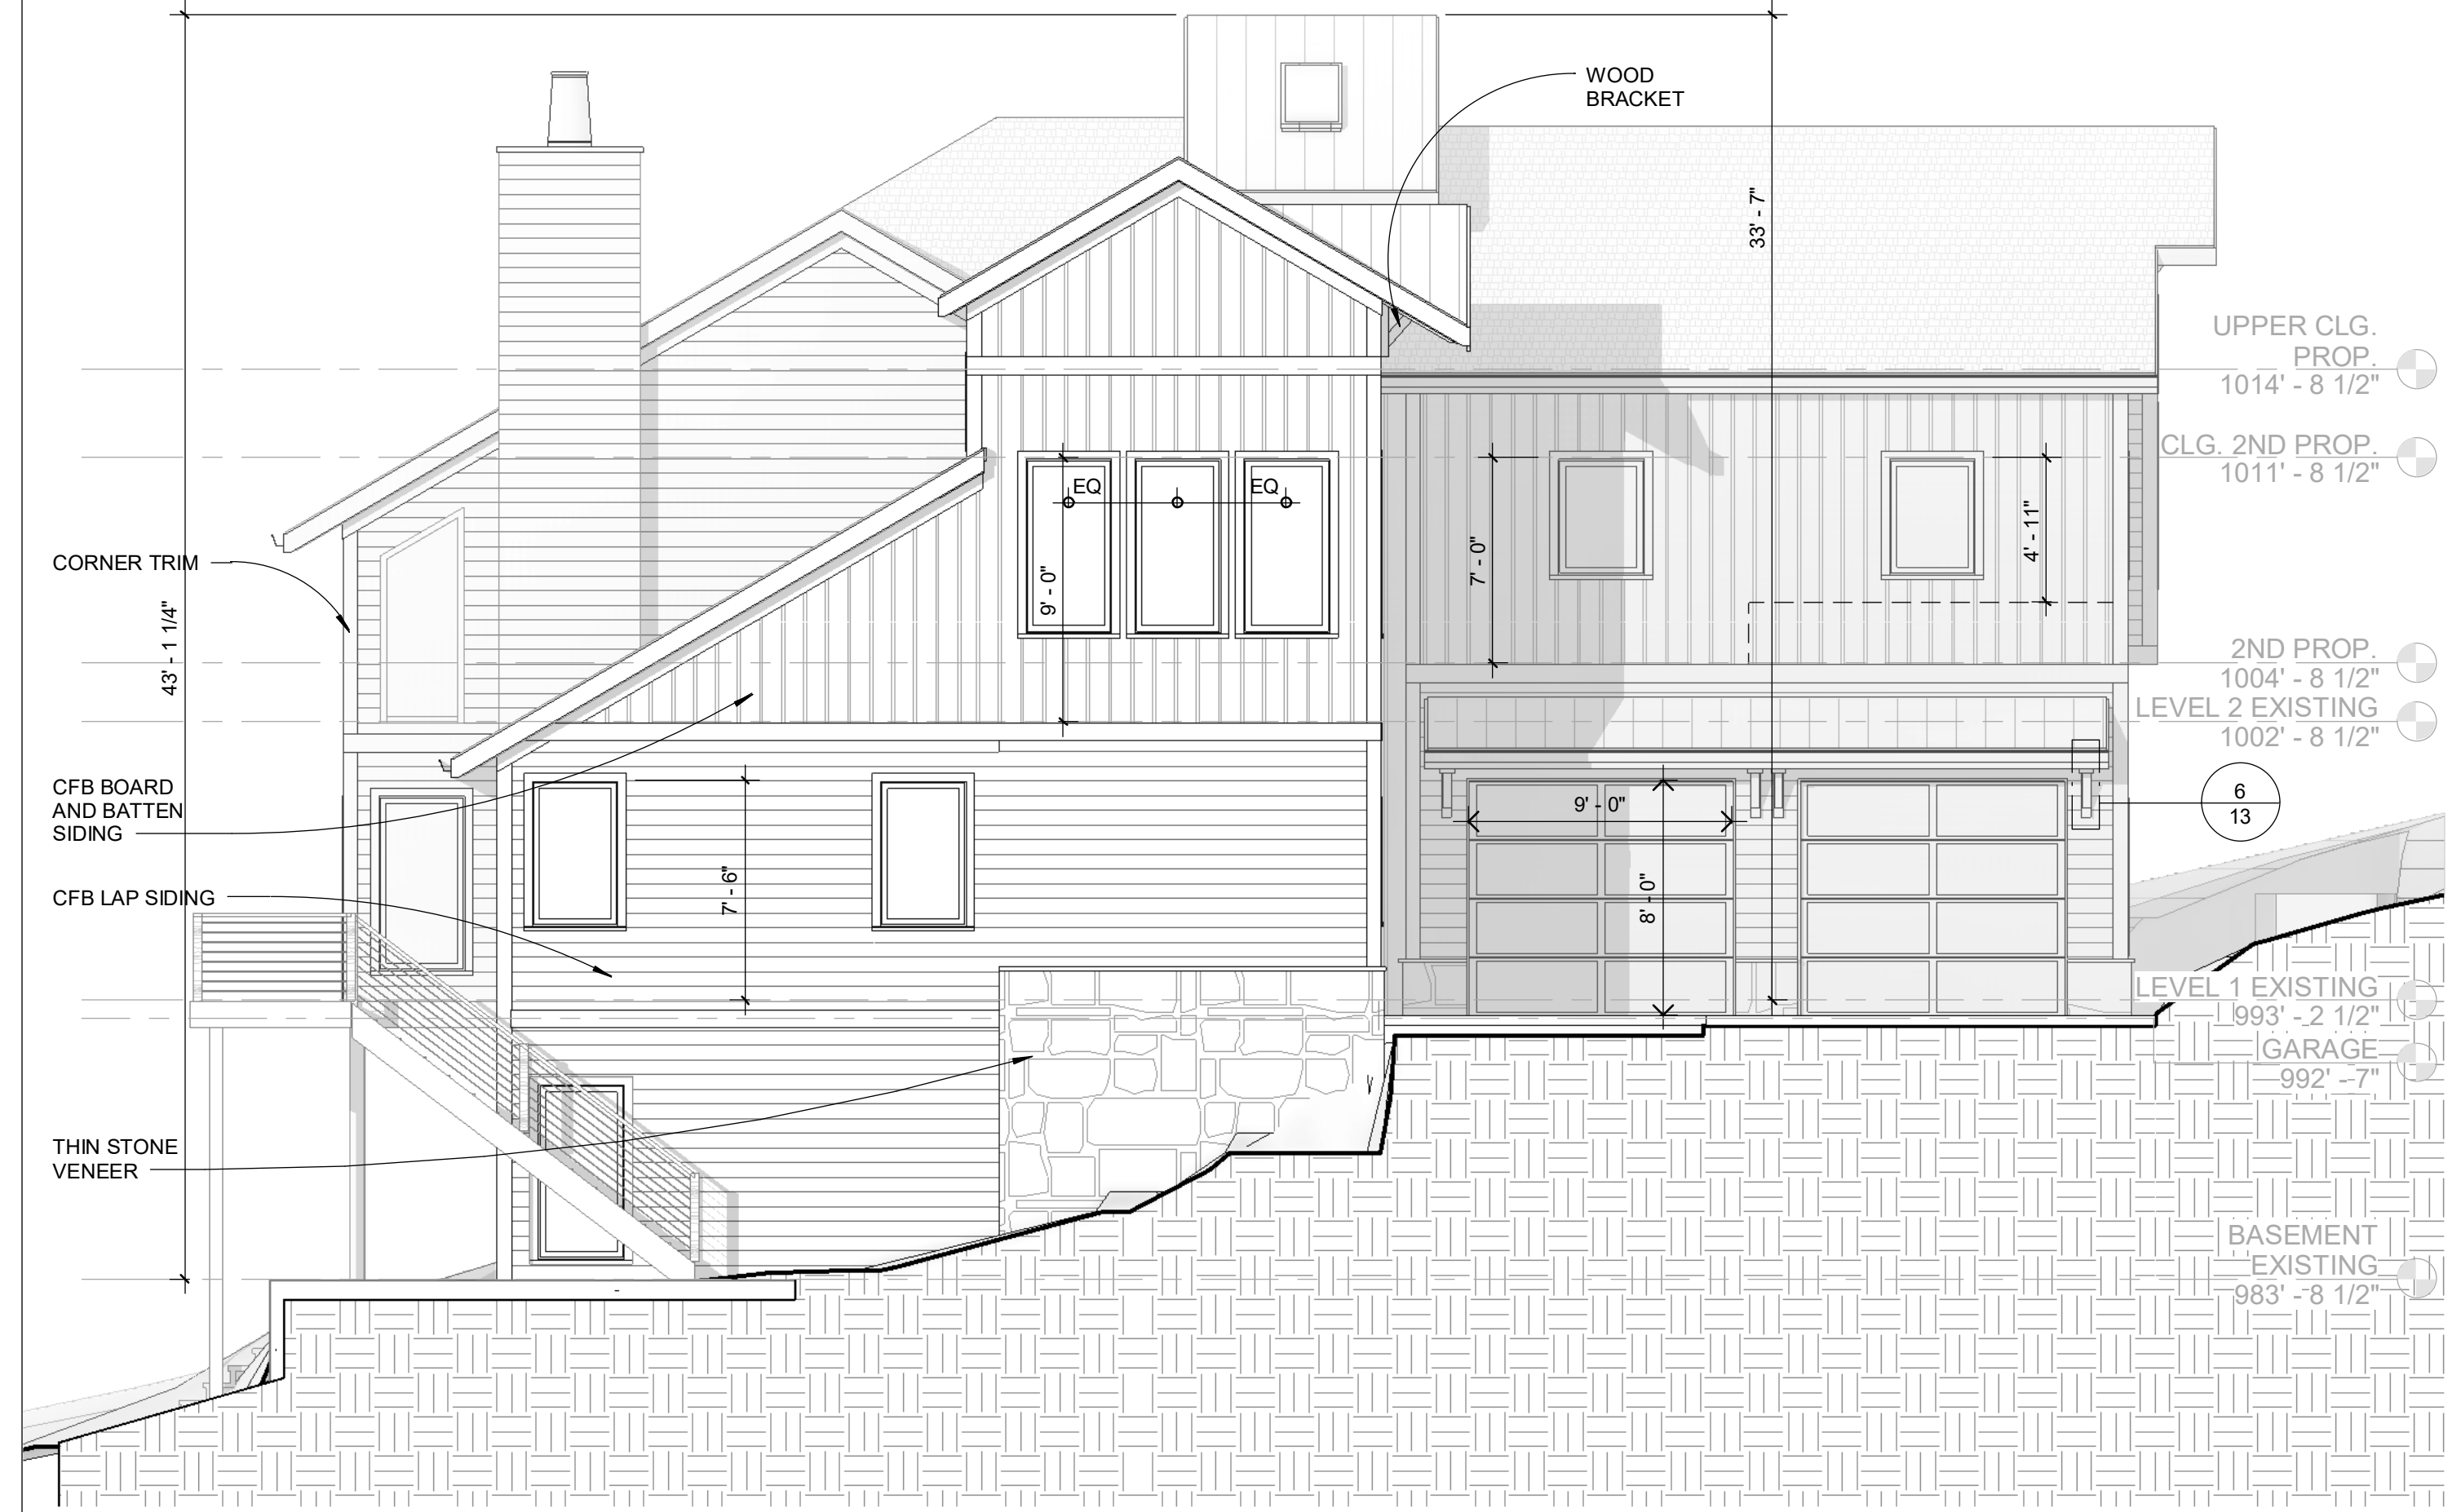 WOOD
BRACKET
33' - 7"
UPPER CLG.
PROP.
1014' - 8 1/2"
CLG. 2ND PROP.
1011' - 8 1/2"
EQ
EQ
9' - 0"
7' - 0"
4' - 11"
CORNER TRIM
43' - 1 1/4"
2ND PROP.
1004' - 8 1/2"
LEVEL 2 EXISTING
1002' - 8 1/2"
CFB BOARD
AND BATTEN
SIDING
6
13
9' - 0"
7' - 6"
8' - 0"
CFB LAP SIDING
LEVEL 1 EXISTING
993' - 2 1/2"
GARAGE
992' - 7"
THIN STONE
VENEER
BASEMENT
EXISTING
983' - 8 1/2"